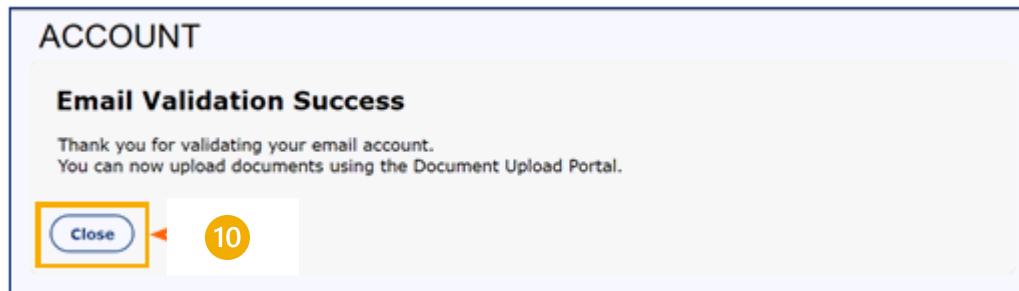 ACCOUNT
Email Validation Success
Thank you for validating your email account.
You can now upload documents using the Document Upload Portal.
Close
10